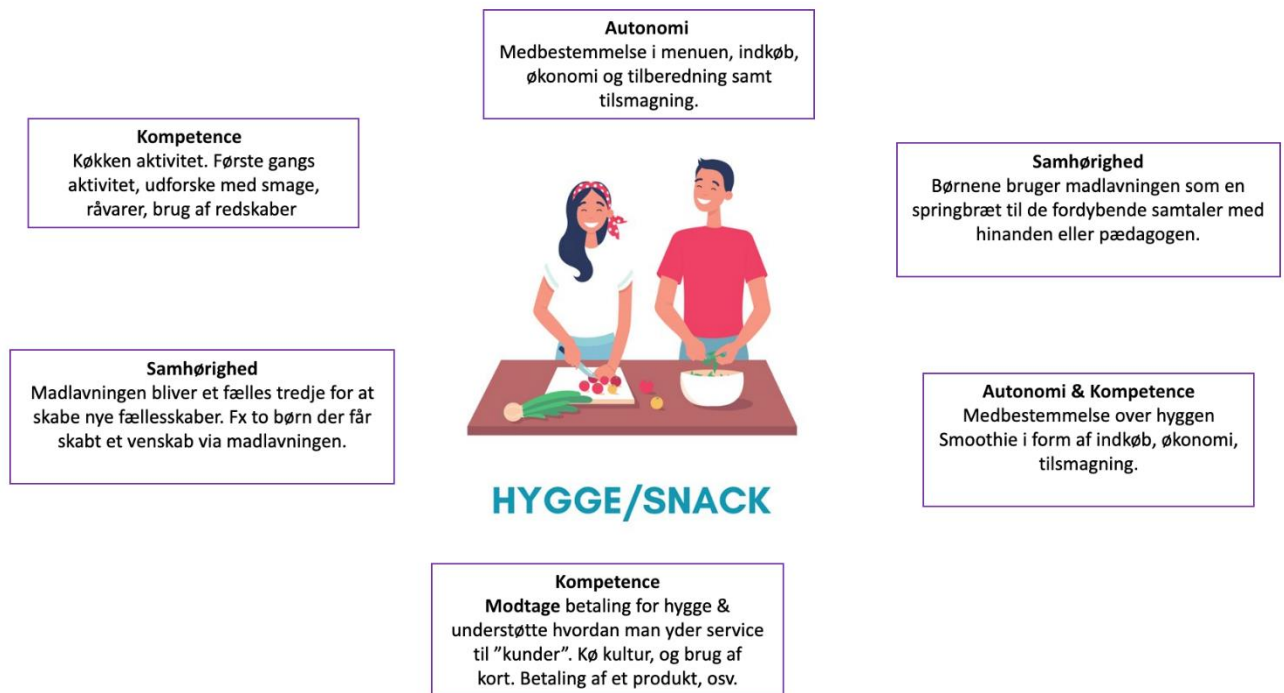 Autonomi
Medbestemmelse i menuen, indkøb,
økonomi og tilberedning samt
tilsmagning.
Kompetence
Køkken aktivitet. Første gangs
aktivitet, udforske med smage,
råvarer, brug af redskaber
Samhørighed
Børnene bruger madlavningen som en
springbræt til de fordybende samtaler med
hinanden eller pædagogen.
Samhørighed
Madlavningen bliver et fælles tredje for at
skabe nye fællesskaber. Fx to børn der får
skabt et venskab via madlavningen.
Autonomi & Kompetence
Medbestemmelse over hyggen
Smoothie i form af indkøb, økonomi,
tilsmagning.
HYGGE/SNACK
Kompetence
Modtage betaling for hygge &
understøtte hvordan man yder service
til ”kunder”. Kø kultur, og brug af
kort. Betaling af et produkt, osv.